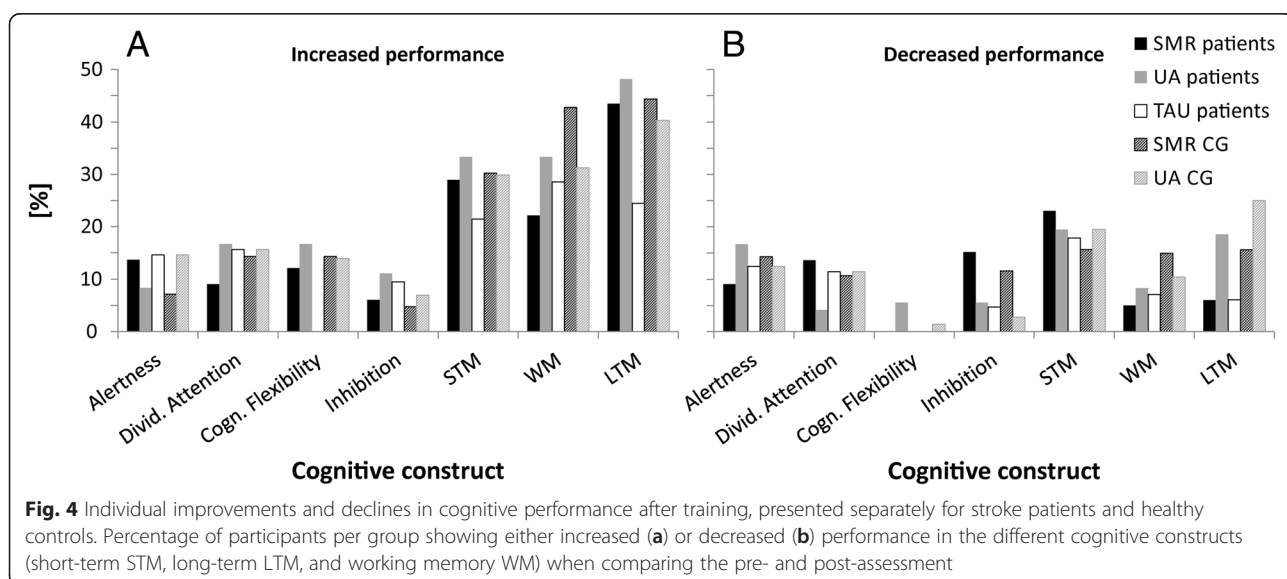 A
Increased performance
[%]
50
40
30
20
10
0
Alertness
Divid. Attention
Cogn. Flexibility
Inhibition
STM
WM
LTM
Cognitive construct
B
Decreased performance
SMR patients
UA patients
TAU patients
SMR CG
UA CG
Alertness
Divid. Attention
Cogn. Flexibility
Inhibition
STM
WM
LTM
Cognitive construct
Fig. 4 Individual improvements and declines in cognitive performance after training, presented separately for stroke patients and healthy
controls. Percentage of participants per group showing either increased (a) or decreased (b) performance in the different cognitive constructs
(short-term STM, long-term LTM, and working memory WM) when comparing the pre- and post-assessment